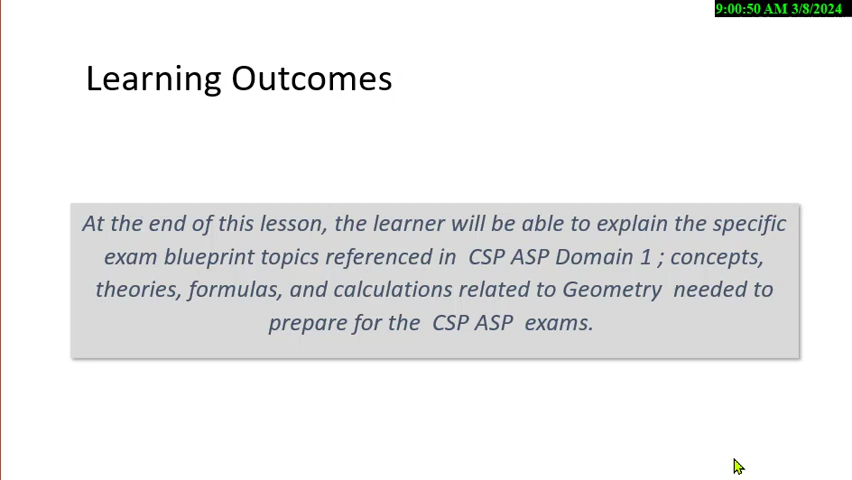 9:00:50 AM 3/8/2024
Learning Outcomes
At the end of this lesson, the learner will be able to explain the specific
exam blueprint topics referenced in CSP ASP Domain 1 ; concepts,
theories, formulas, and calculations related to Geometry needed to
prepare for the CSP ASP exams.